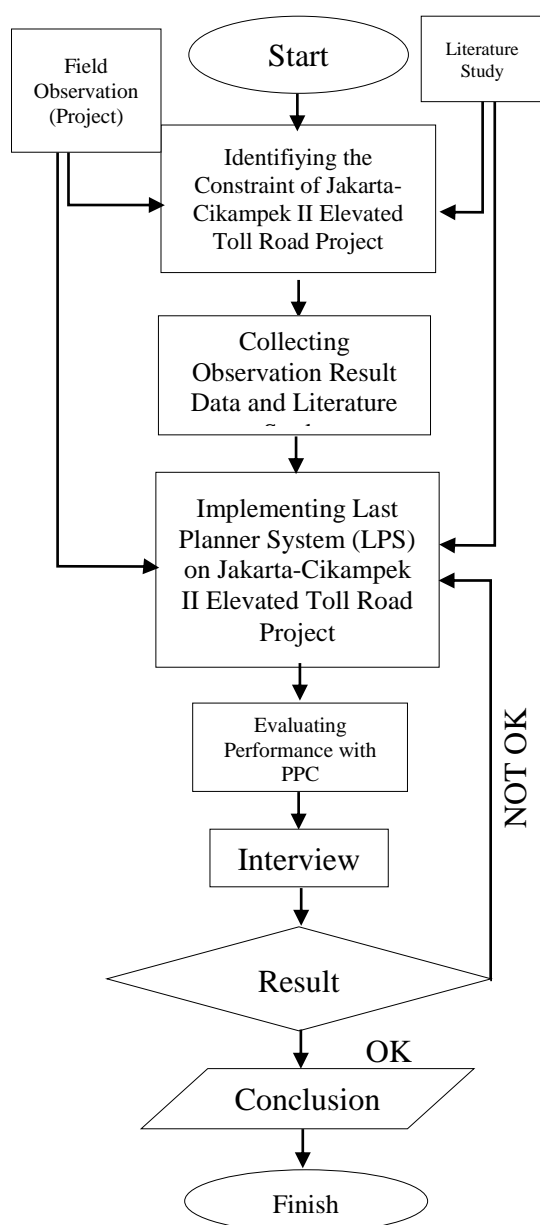 Start
Field
Observation
(Project)
Literature
Study
Identifiying the
Constraint of Jakarta-
Cikampek II Elevated
Toll Road Project
Collecting
Observation Result
Data and Literature
Implementing Last
Planner System (LPS)
on Jakarta-Cikampek
II Elevated Toll Road
Project
Evaluating
Performance with
PPC
Interview
NOT OK
Result
OK
Conclusion
Finish